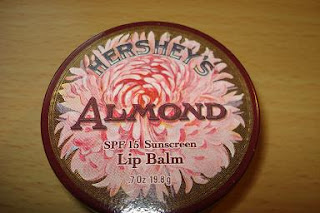 HERSHEY'S
ALMOND
SPF 15 Sunscreen
Lip Balm
.7 Oz 19.8 g